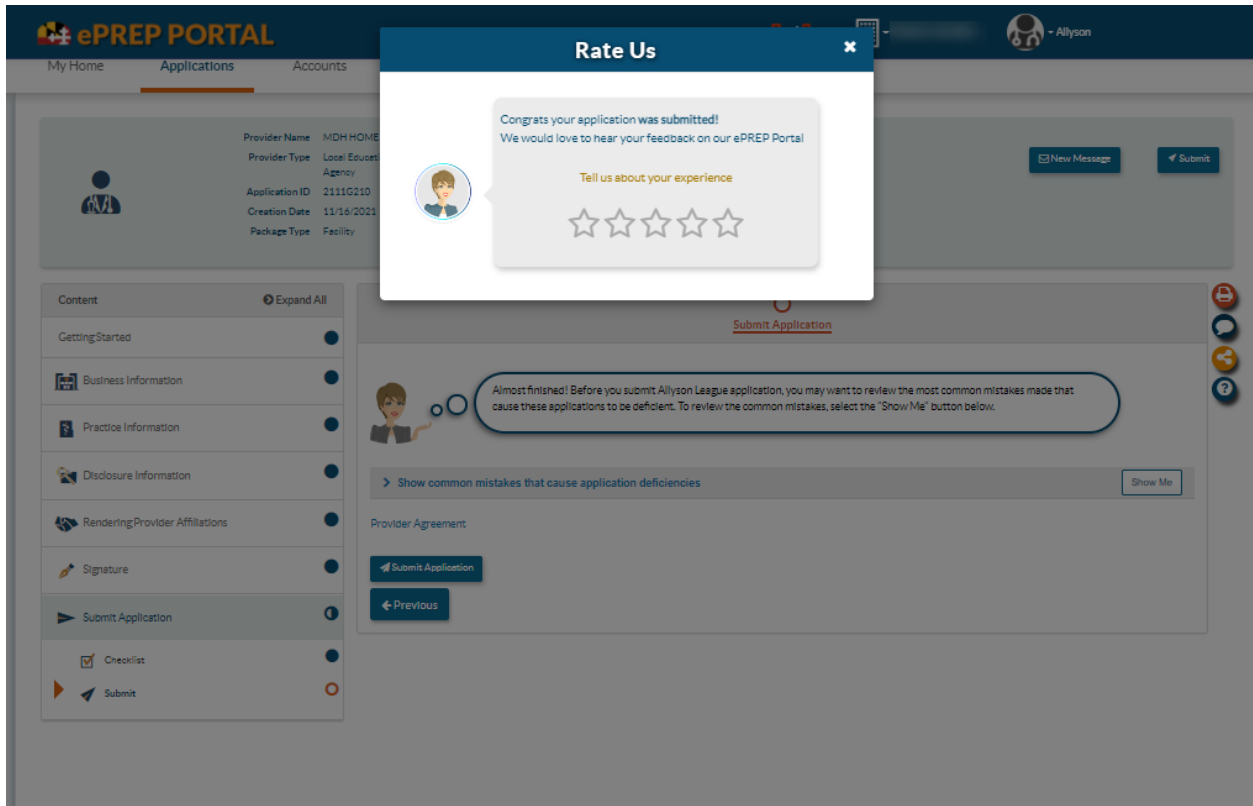 ePREP PORTAL
- Allyson
My Home Applications Accounts
Rate Us
Congrats your application was submitted!
We would love to hear your feedback on our ePREP Portal
Tell us about your experience
Provider Name MDH HOME
Provider Type Local Educati
Agency
Application ID 2111G210
Creation Date 11/16/2021
Package Type Facility
New Message
Submit
Content Expand All
Getting Started
Business Information
Practice Information
Disclosure Information
Rendering Provider Affiliations
Signature
Submit Application
Checklist
Submit
Submit Application
Almost finished! Before you submit Allyson League application, you may want to review the most common mistakes made that
cause these applications to be deficient. To review the common mistakes, select the "Show Me" button below.
Show common mistakes that cause application deficiencies
Show Me
Provider Agreement
Submit Application
Previous